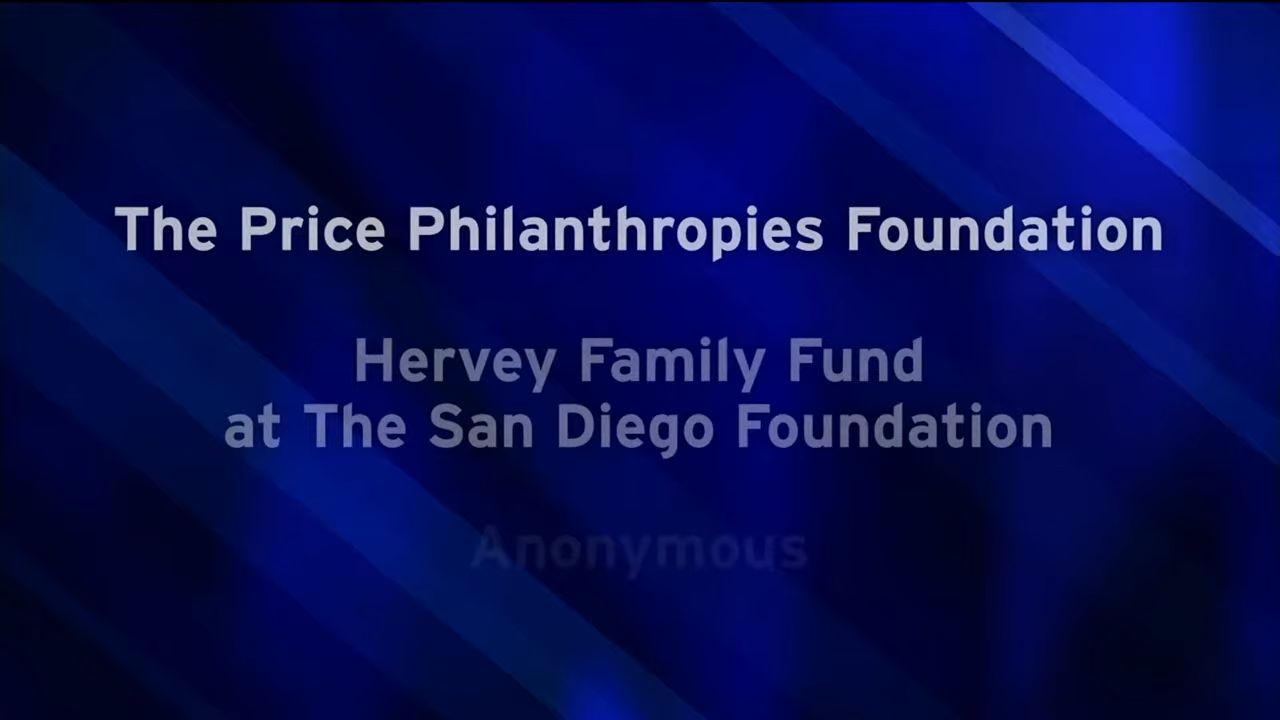 The Price Philanthropies Foundation
Hervey Family Fund
at The San Diego Foundation
Anonymous